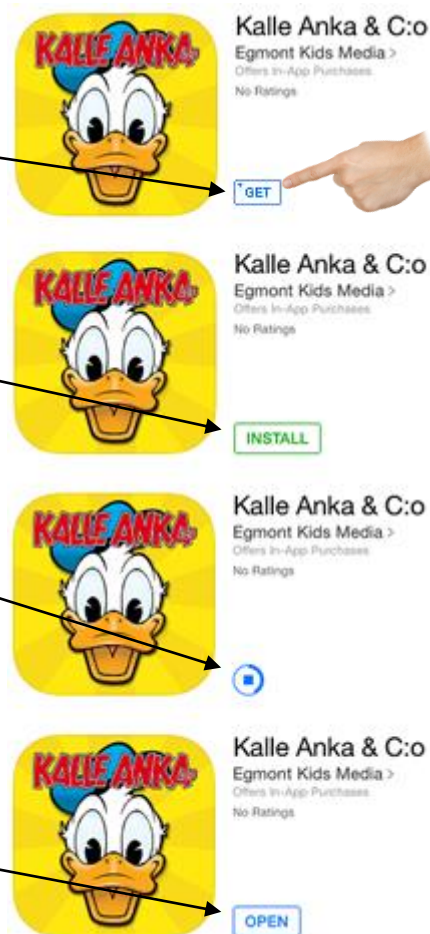 KALLE ANKA
& C:o
Kalle Anka & C:o
Egmont Kids Media >
Offers In-App Purchases
No Ratings
+ GET
KALLE ANKA
& C:o
Kalle Anka & C:o
Egmont Kids Media >
Offers In-App Purchases
No Ratings
INSTALL
KALLE ANKA
& C:o
Kalle Anka & C:o
Egmont Kids Media >
Offers In-App Purchases
No Ratings
KALLE ANKA
& C:o
Kalle Anka & C:o
Egmont Kids Media >
Offers In-App Purchases
No Ratings
OPEN